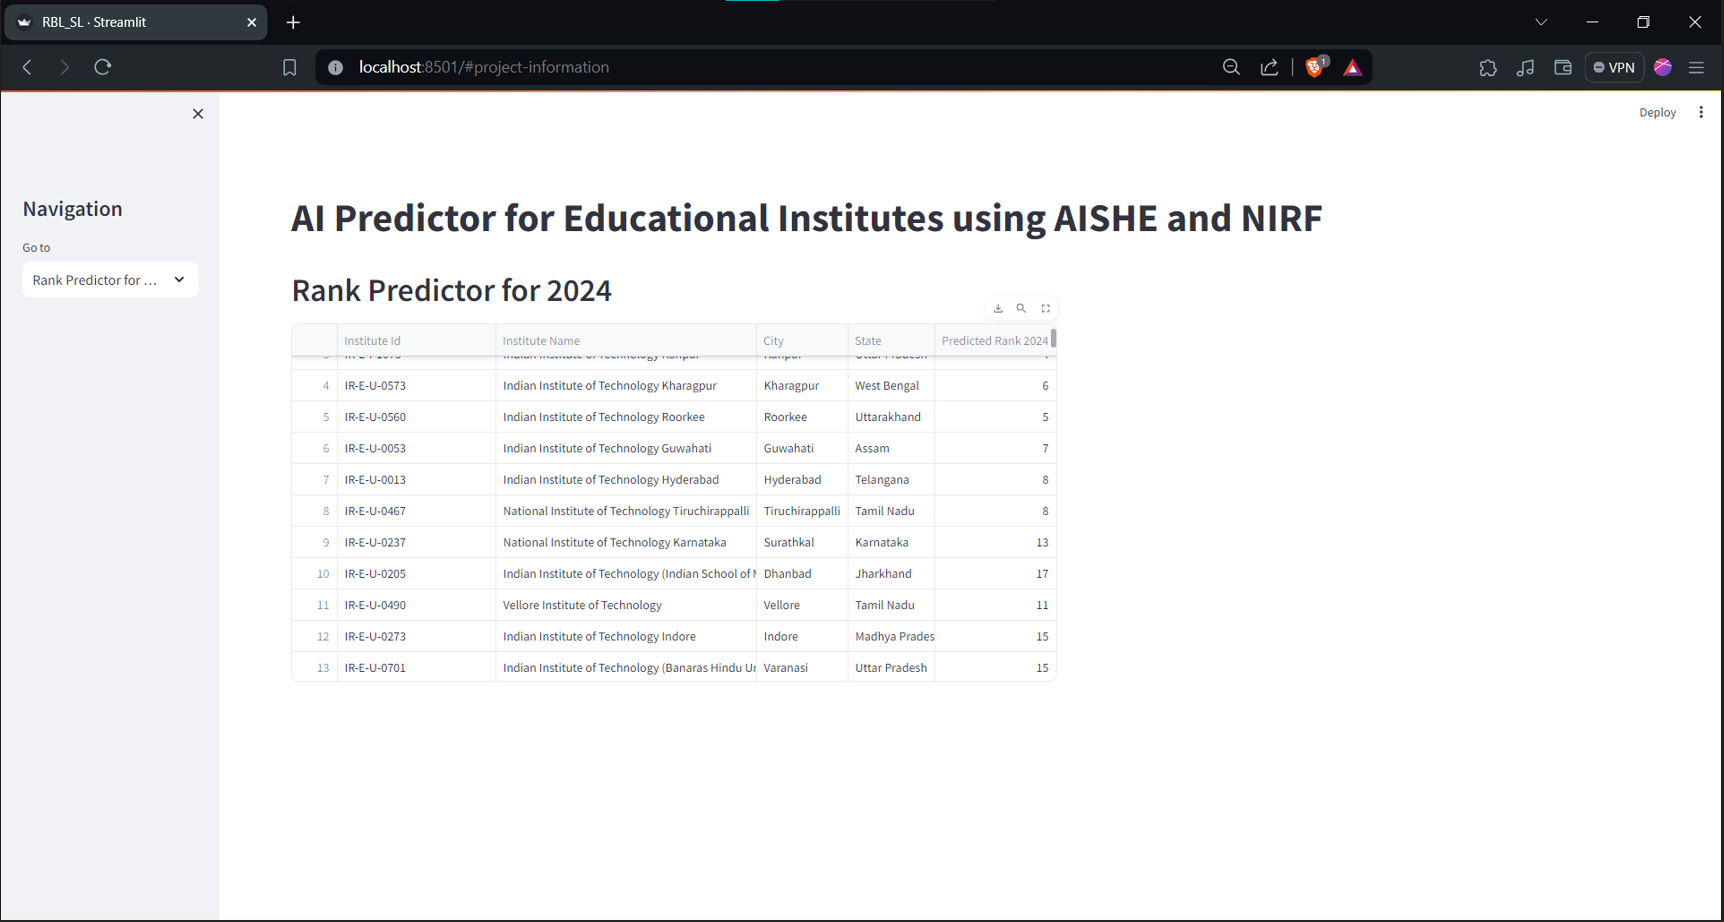 RBL_SL · Streamlit
localhost:8501/#project-information
1
VPN
Deploy
Navigation
Go to
Rank Predictor for ...
AI Predictor for Educational Institutes using AISHE and NIRF
Rank Predictor for 2024
Institute Id Institute Name City State Predicted Rank 2024
4 IR-E-U-0573 Indian Institute of Technology Kharagpur Kharagpur West Bengal 6
5 IR-E-U-0560 Indian Institute of Technology Roorkee Roorkee Uttarakhand 5
6 IR-E-U-0053 Indian Institute of Technology Guwahati Guwahati Assam 7
7 IR-E-U-0013 Indian Institute of Technology Hyderabad Hyderabad Telangana 8
8 IR-E-U-0467 National Institute of Technology Tiruchirappalli Tiruchirappalli Tamil Nadu 8
9 IR-E-U-0237 National Institute of Technology Karnataka Surathkal Karnataka 13
10 IR-E-U-0205 Indian Institute of Technology (Indian School of Dhanbad Jharkhand 17
11 IR-E-U-0490 Vellore Institute of Technology Vellore Tamil Nadu 11
12 IR-E-U-0273 Indian Institute of Technology Indore Indore Madhya Prades 15
13 IR-E-U-0701 Indian Institute of Technology (Banaras Hindu Varanasi Uttar Pradesh 15